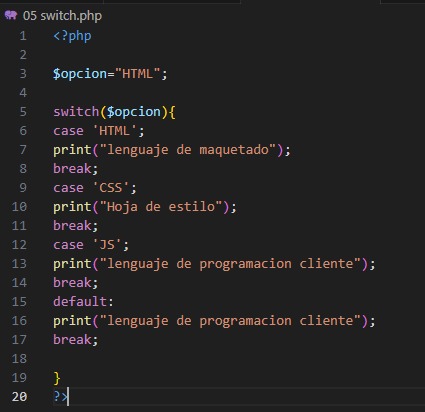 05 switch.php
1 <?php
2
3 $opcion="HTML";
4
5 switch($opcion){
6 case 'HTML';
7 print("lenguaje de maquetado");
8 break;
9 case 'CSS';
10 print("Hoja de estilo");
11 break;
12 case 'JS';
13 print("lenguaje de programacion cliente");
14 break;
15 default:
16 print("lenguaje de programacion cliente");
17 break;
18
19 }
20 ?>